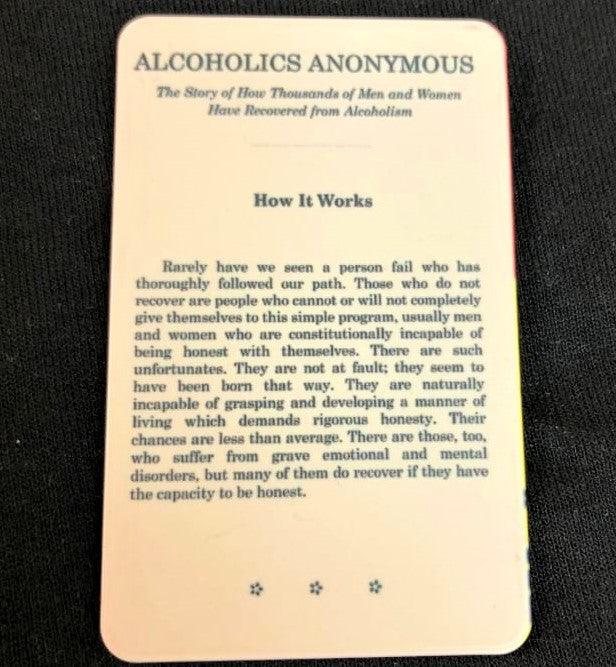 ALCOHOLICS ANONYMOUS
The Story of How Thousands of Men and Women
Have Recovered from Alcoholism
How It Works
Rarely have we seen a person fail who has
thoroughly followed our path. Those who do not
recover are people who cannot or will not completely
give themselves to this simple program, usually men
and women who are constitutionally incapable of
being honest with themselves. There are such
unfortunates. They are not at fault; they seem to
have been born that way. They are naturally
incapable of grasping and developing a manner of
living which demands rigorous honesty. Their
chances are less than average. There are those, too,
who suffer from grave emotional and mental
disorders, but many of them do recover if they have
the capacity to be honest.